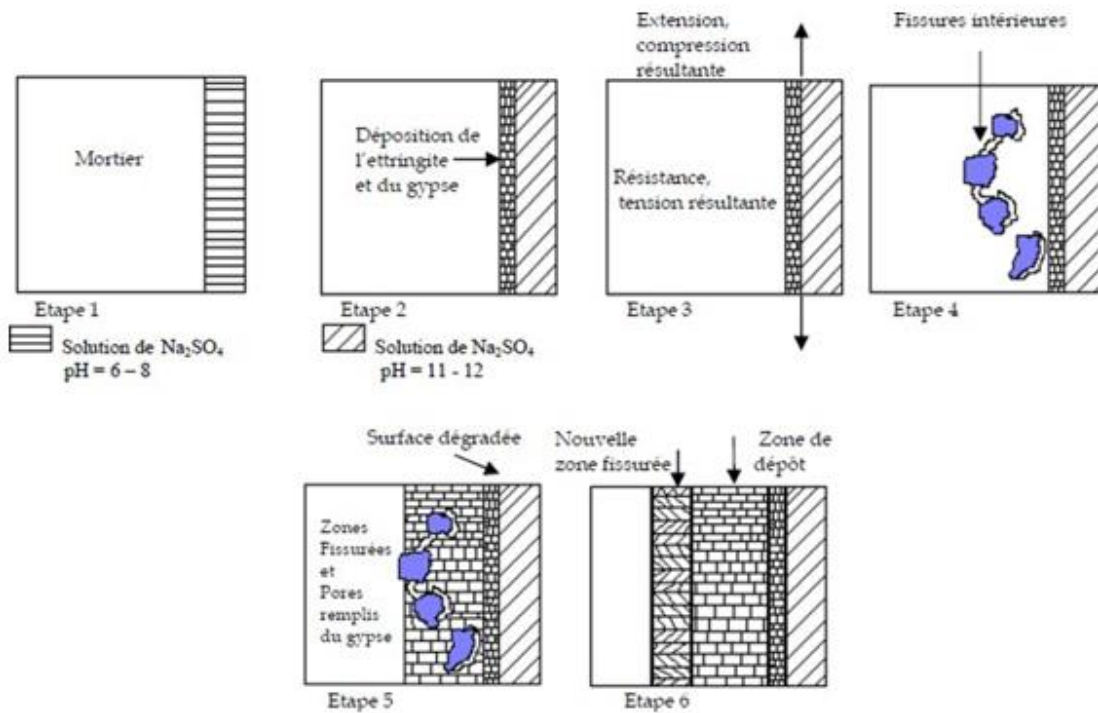 Mortier
Etape 1
Solution de Na₂SO₄
pH = 6 – 8
Déposition de
l'ettringite
et du gypse
Etape 2
Solution de Na₂SO₄
pH = 11 - 12
Extension,
compression
résultante
Résistance,
tension résultante
Etape 3
Fissures intérieures
Etape 4
Surface dégradée
Zones
Fissurées
et
Pores
remplis
du gypse
Etape 5
Nouvelle
zone fissurée
Zone de
dépôt
Etape 6